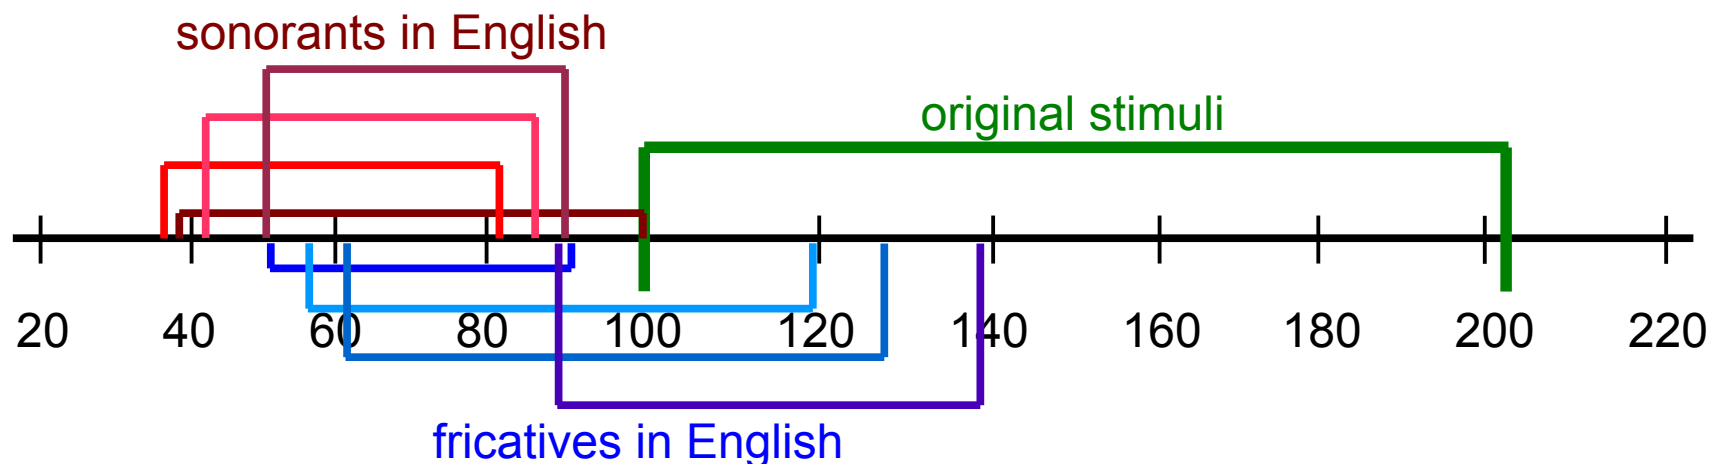 sonorants in English
original stimuli
20 40 60 80 100 120 140 160 180 200 220
fricatives in English